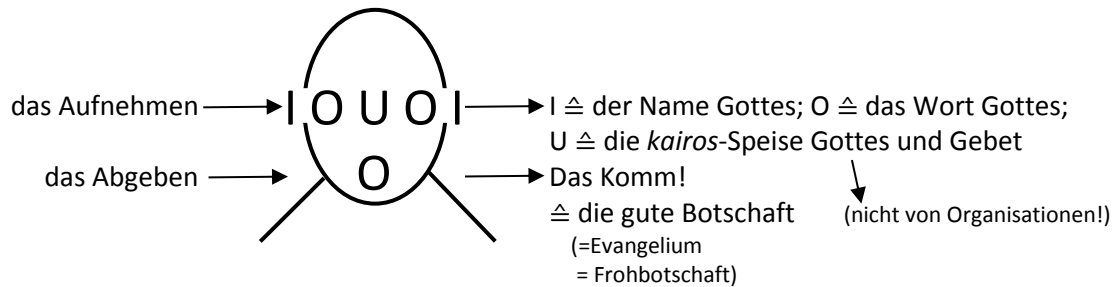 das Aufnehmen I O U O I I ≙ der Name Gottes; O ≙ das Wort Gottes;
U ≙ die kairos-Speise Gottes und Gebet
das Abgeben O Das Komm!
≙ die gute Botschaft (nicht von Organisationen!)
(=Evangelium
= Frohbotschaft)